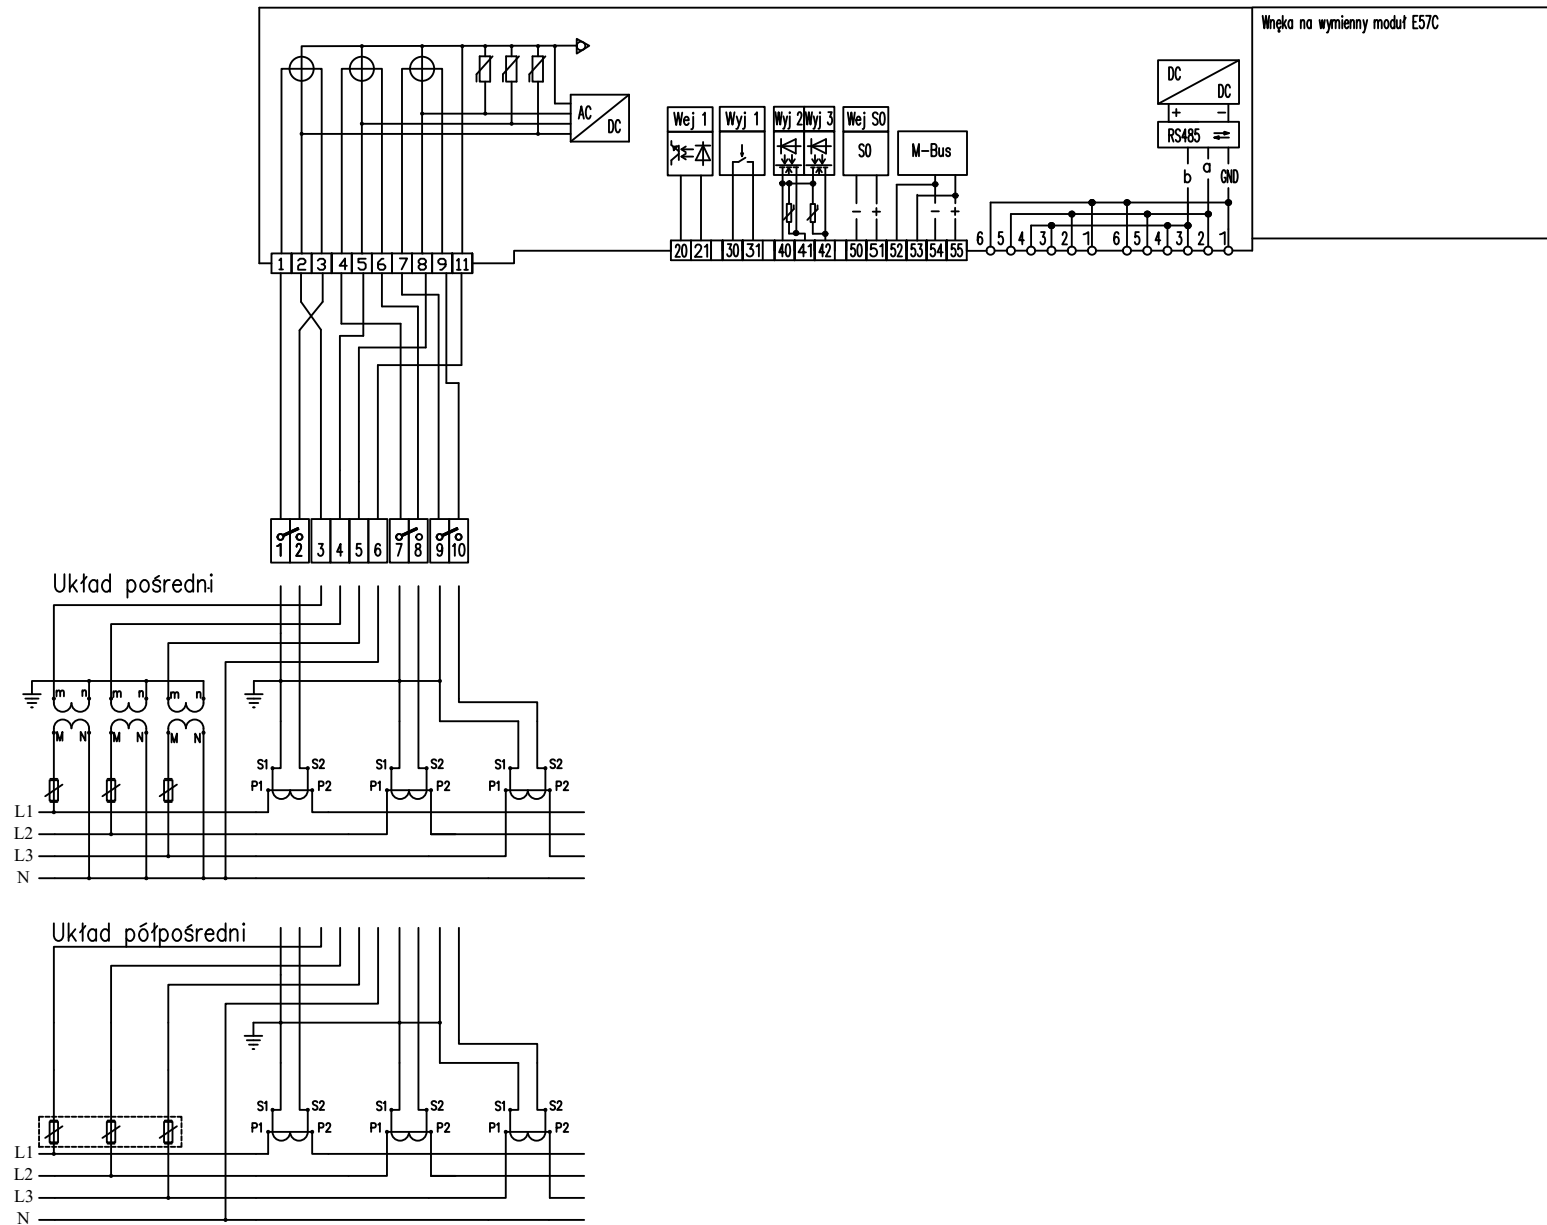 Wnęka na wymienny moduł E57C
DC
DC
+ −
RS485
b a GND
AC
DC
Wej 1 Wyj 1 Wyj 2 Wyj 3 Wej S0
S0 M-Bus
− + − +
6 5 4 3 2 1 6 5 4 3 2 1
20 21 30 31 40 41 42 50 51 52 53 54 55
1 2 3 4 5 6 7 8 9 11
1 2 3 4 5 6 7 8 9 10
Układ pośredni
m n m n m n
M N M N M N
S1 S2 S1 S2 S1 S2
P1 P2 P1 P2 P1 P2
L1
L2
L3
N
Układ półpośredni
S1 S2 S1 S2 S1 S2
P1 P2 P1 P2 P1 P2
L1
L2
L3
N